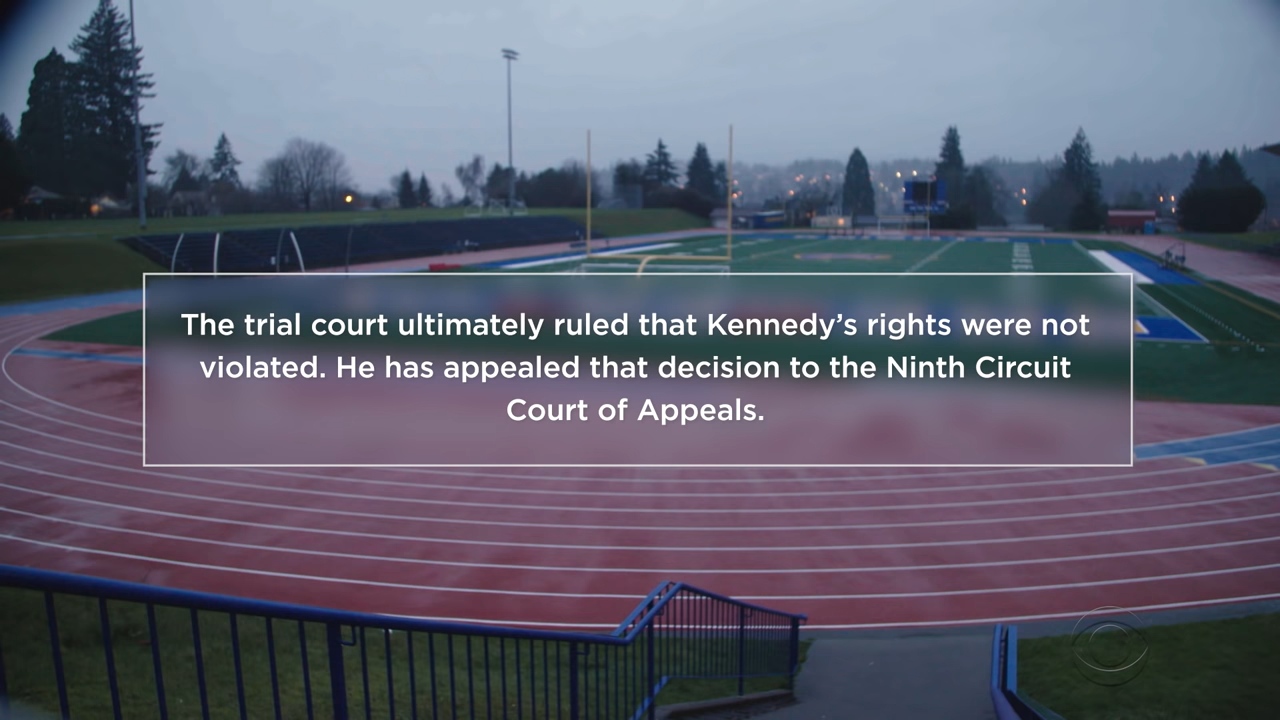 The trial court ultimately ruled that Kennedy’s rights were not
violated. He has appealed that decision to the Ninth Circuit
Court of Appeals.